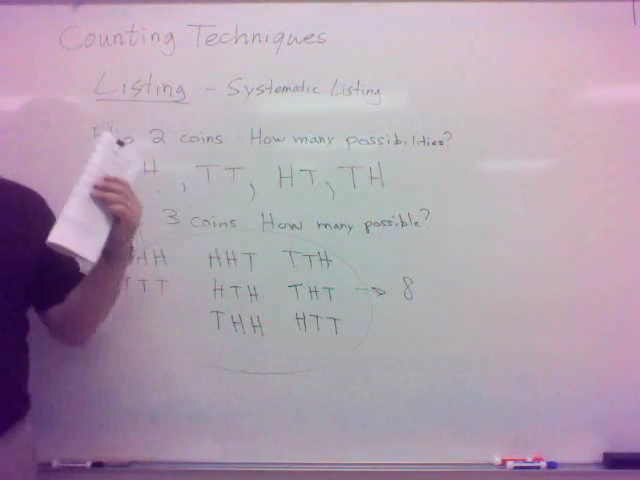 Counting Techniques
Listing - Systematic Listing
2 coins How many possibilities?
H, TT, HT, TH
3 coins How many possible?
HH HHT TTH
TTT HTH THT → 8
THH HTT